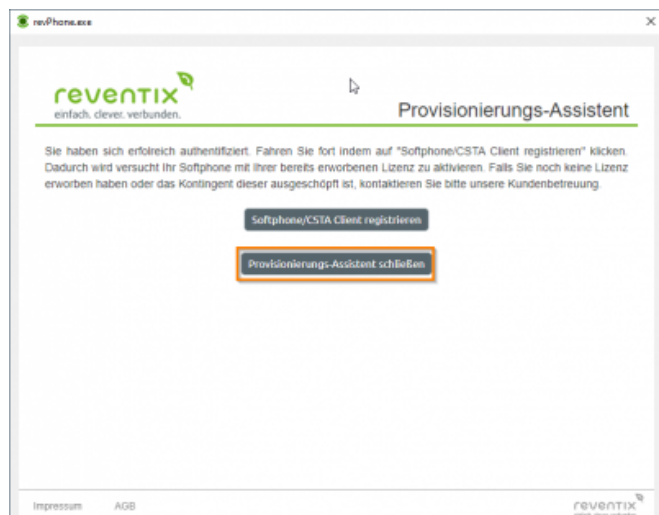 revPhone.exe
reventix
einfach. clever. verbunden.
Provisionierungs-Assistent
Sie haben sich erfolreich authentifiziert. Fahren Sie fort indem auf "Softphone/CSTA Client registrieren" klicken.
Dadurch wird versucht Ihr Softphone mit Ihrer bereits erworbenen Lizenz zu aktivieren. Falls Sie noch keine Lizenz
erworben haben oder das Kontingent dieser ausgeschöpft ist, kontaktieren Sie bitte unsere Kundenbetreuung.
Softphone/CSTA Client registrieren
Provisionierungs-Assistent schließen
Impressum AGB
reventix